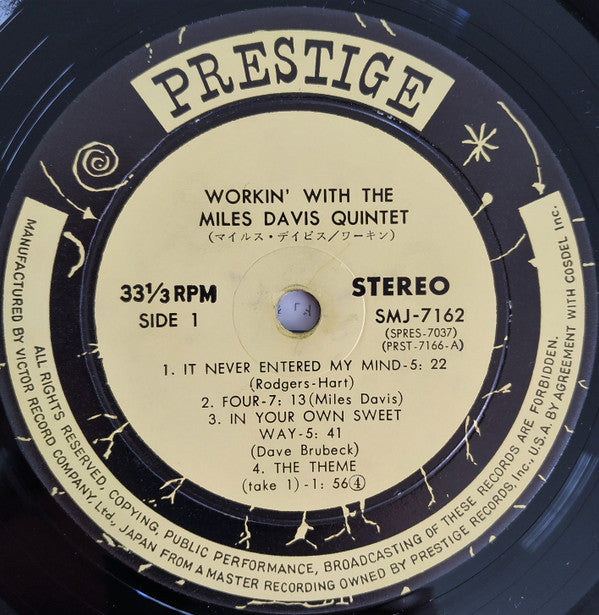 PRESTIGE
WORKIN' WITH THE
MILES DAVIS QUINTET
(マイルス・デイビス/ワーキン)
33 1/3 RPM
SIDE 1
STEREO
SMJ-7162
(SPRES-7037)
(PRST-7166-A)
1. IT NEVER ENTERED MY MIND-5: 22
(Rodgers-Hart)
2. FOUR-7: 13(Miles Davis)
3. IN YOUR OWN SWEET
WAY-5: 41
(Dave Brubeck)
4. THE THEME
(take 1)-1: 56④
ALL RIGHTS RESERVED, COPYING, PUBLIC PERFORMANCE, BROADCASTING OF THESE RECORDS ARE FORBIDDEN.
MANUFACTURED BY VICTOR RECORD COMPANY, Ltd., JAPAN FROM A MASTER RECORDING OWNED BY PRESTIGE RECORDS, Inc., U.S.A. BY AGREEMENT WITH COSDEL Inc.